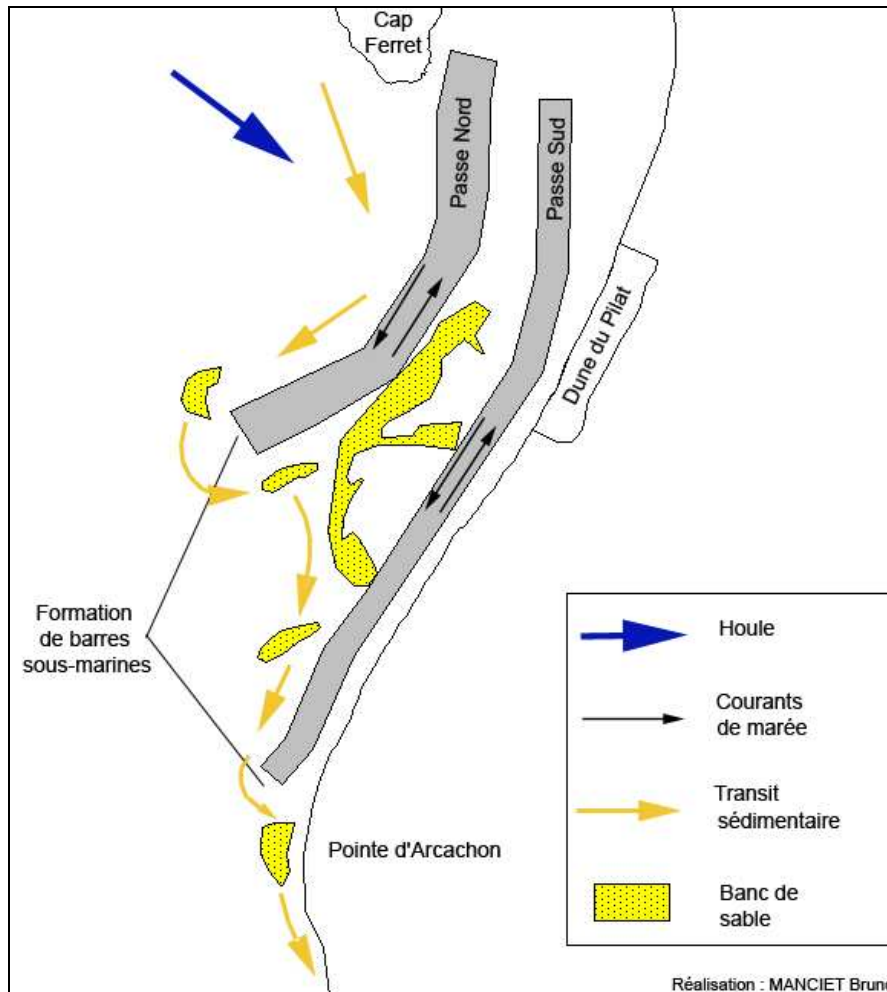 Cap
Ferret
Passe Nord
Passe Sud
Dune du Pilat
Formation
de barres
sous-marines
Pointe d'Arcachon
Houle
Courants
de marée
Transit
sédimentaire
Banc de
sable
Réalisation : MANCIET Bruno